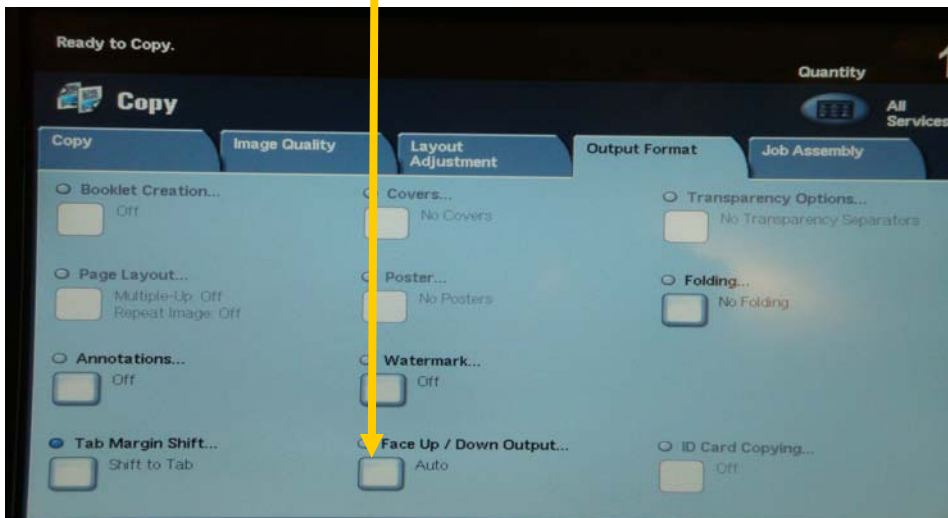 Ready to Copy.
Quantity
1
Copy
All
Services
Copy
Image Quality
Layout
Adjustment
Output Format
Job Assembly
Booklet Creation...
Off
Covers...
No Covers
Transparency Options...
No Transparency Separators
Page Layout...
Multiple-Up: Off
Repeat Image: Off
Poster...
No Posters
Folding...
No Folding
Annotations...
Off
Watermark...
Off
Tab Margin Shift...
Shift to Tab
Face Up / Down Output...
Auto
ID Card Copying...
Off